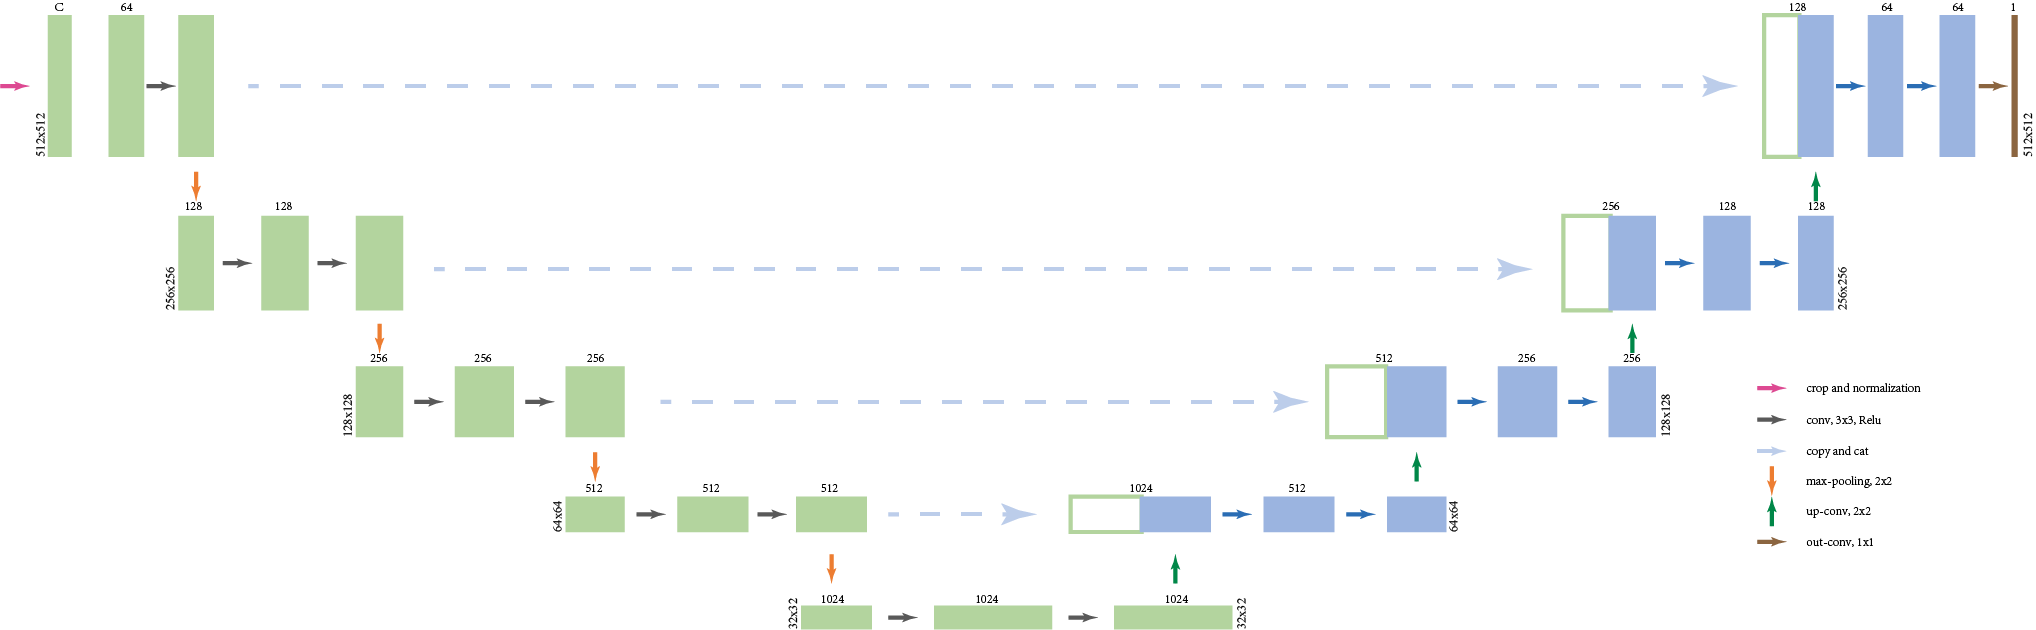 C
64
128
64
64
1
512x512
512x512
128
128
256
128
128
256x256
256x256
256
256
256
512
256
256
128x128
128x128
crop and normalization
conv, 3x3, Relu
copy and cat
max-pooling, 2x2
up-conv, 2x2
out-conv, 1x1
512
512
512
1024
512
64x64
64x64
1024
1024
1024
32x32
32x32